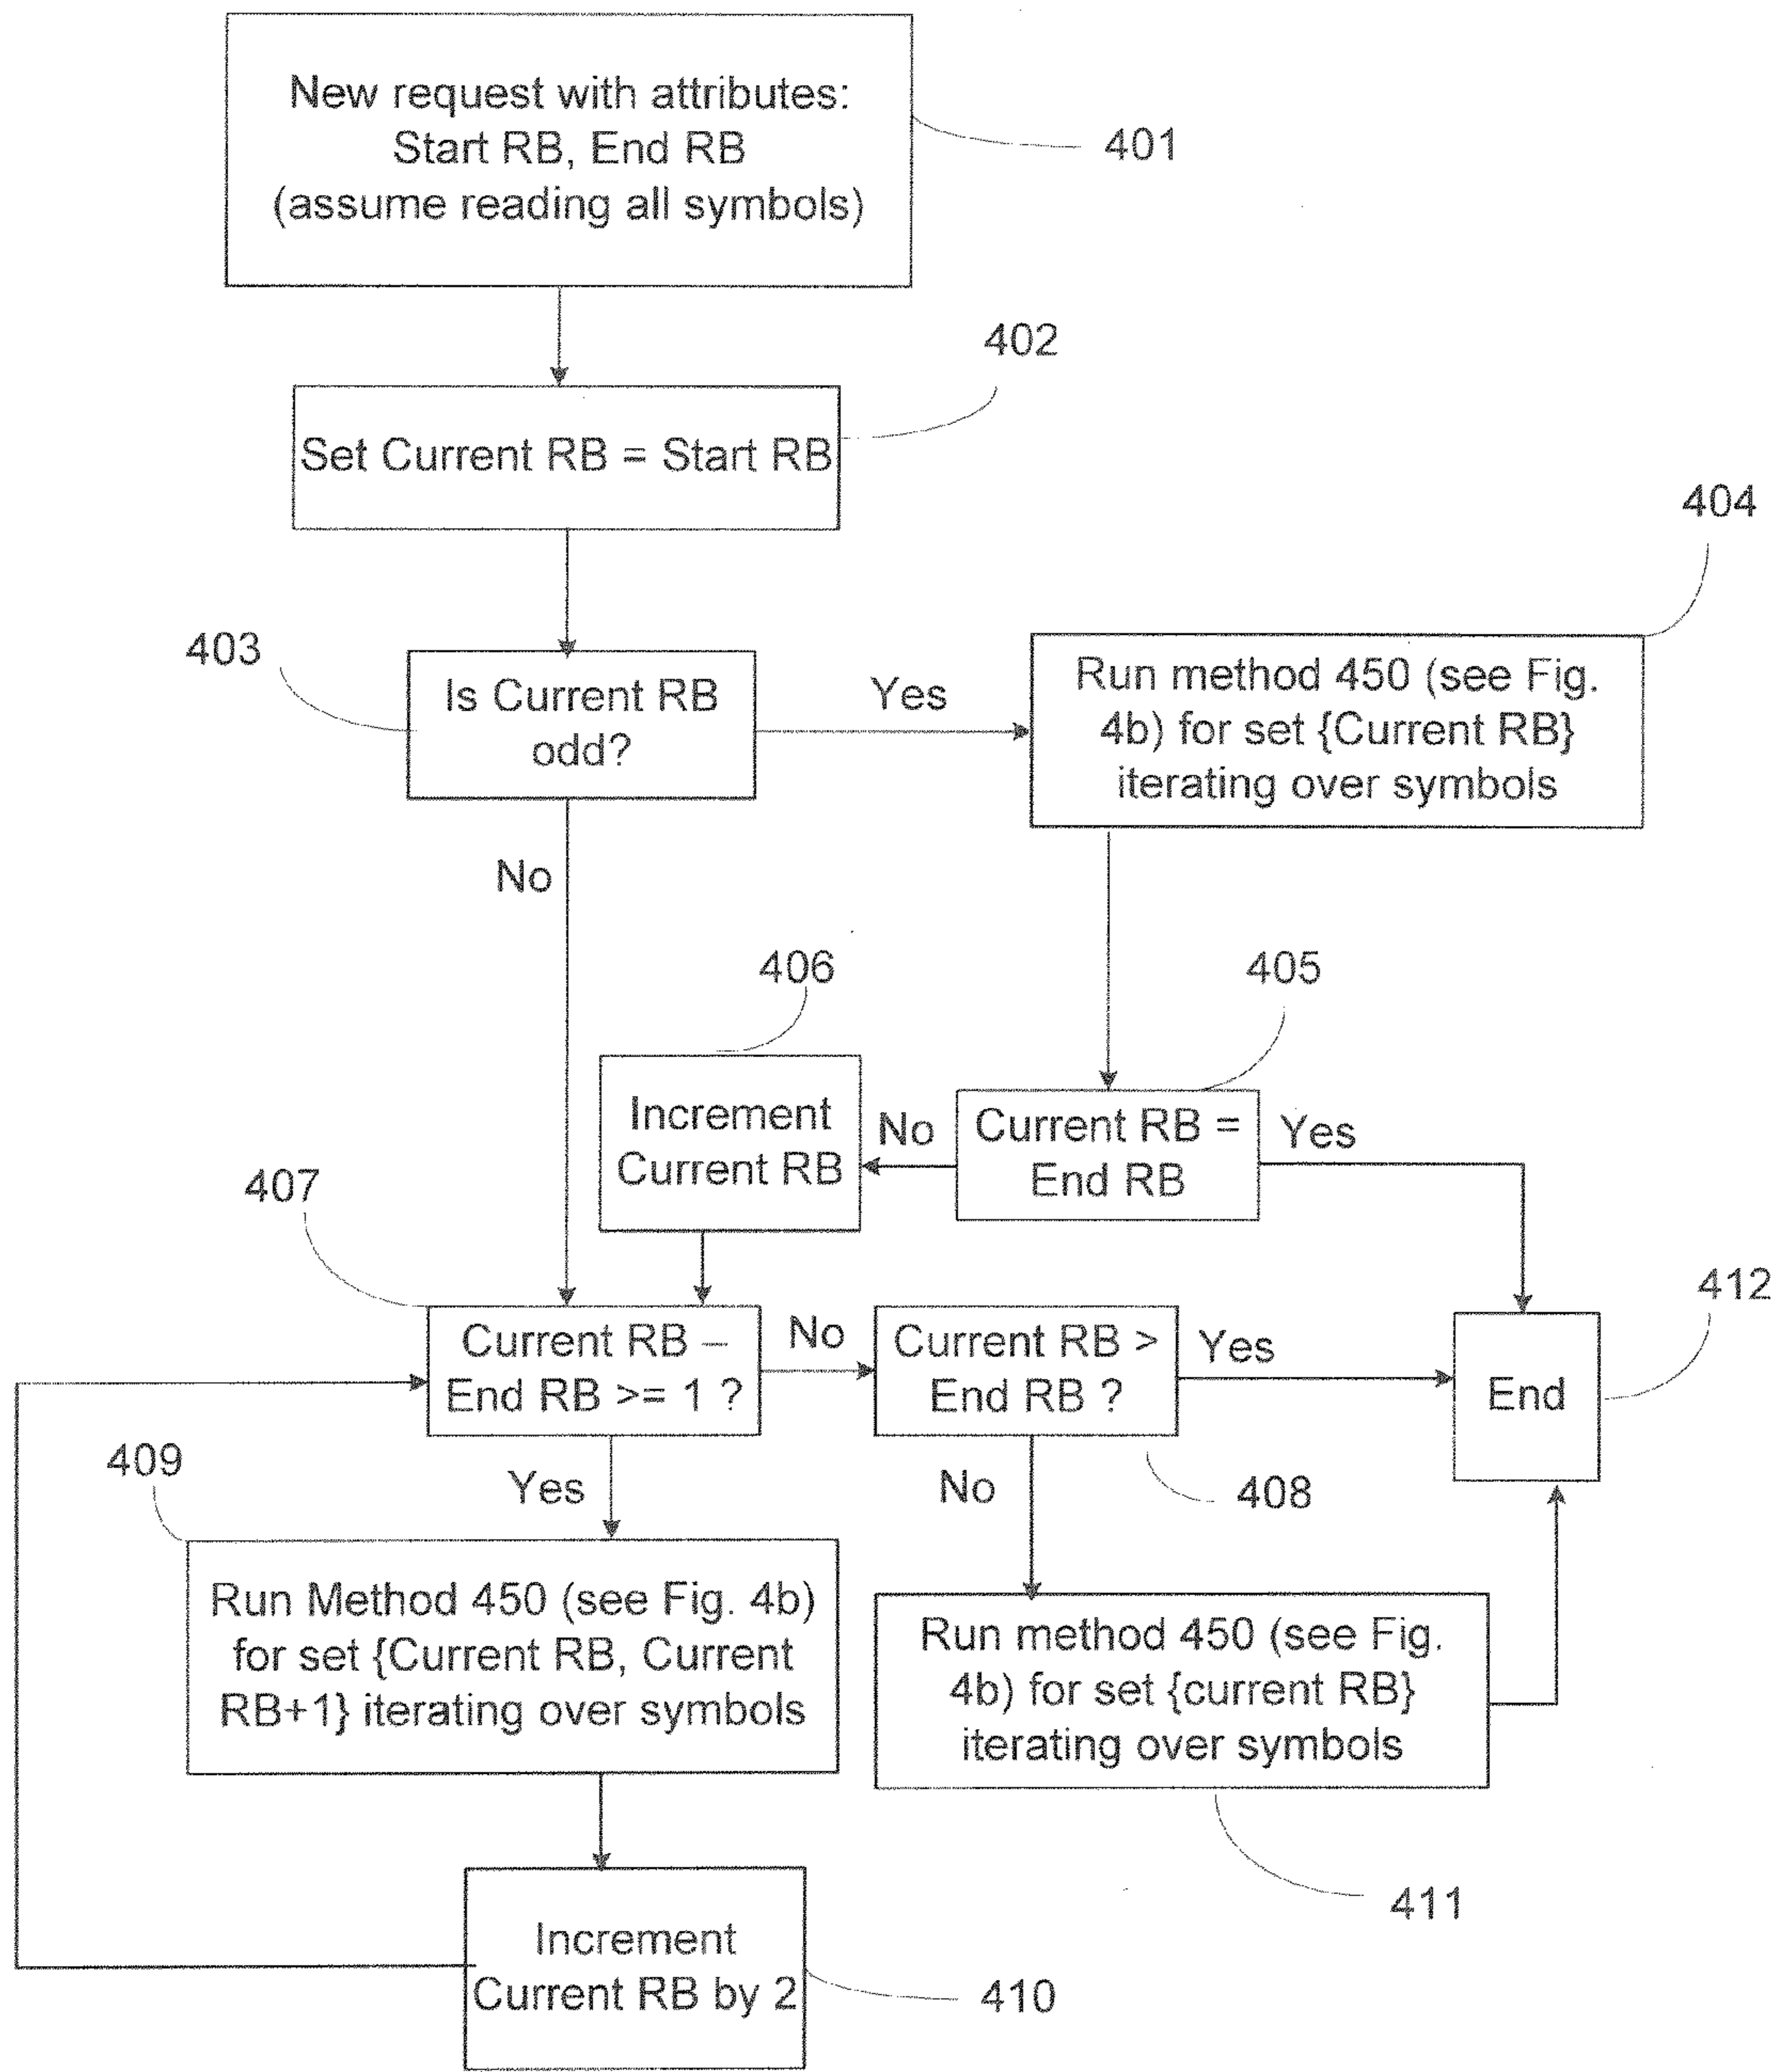 New request with attributes:
Start RB, End RB
(assume reading all symbols)
401
402
Set Current RB = Start RB
404
403
Is Current RB
odd?
Yes
Run method 450 (see Fig.
4b) for set {Current RB}
iterating over symbols
No
406
405
Increment
Current RB
No
Current RB =
End RB
Yes
407
412
Current RB –
End RB >= 1 ?
No
Current RB >
End RB ?
Yes
End
409
Yes
No
408
Run Method 450 (see Fig. 4b)
for set {Current RB, Current
RB+1} iterating over symbols
Run method 450 (see Fig.
4b) for set {current RB}
iterating over symbols
411
Increment
Current RB by 2
410